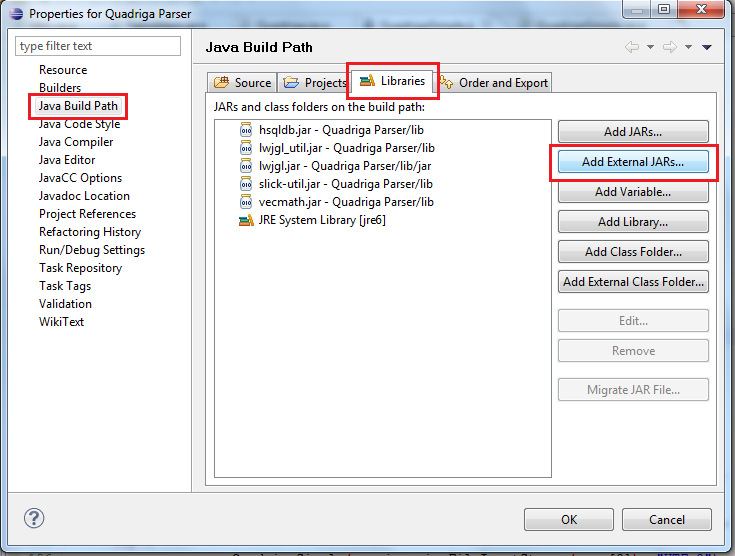 Properties for Quadriga Parser
type filter text
Resource
Builders
Java Build Path
Java Code Style
Java Compiler
Java Editor
JavaCC Options
Javadoc Location
Project References
Refactoring History
Run/Debug Settings
Task Repository
Task Tags
Validation
WikiText
Java Build Path
Source
Projects
Libraries
Order and Export
JARs and class folders on the build path:
hsqldb.jar - Quadriga Parser/lib
lwjgl_util.jar - Quadriga Parser/lib
lwjgl.jar - Quadriga Parser/lib/jar
slick-util.jar - Quadriga Parser/lib
vecmath.jar - Quadriga Parser/lib
JRE System Library [jre6]
Add JARs...
Add External JARs...
Add Variable...
Add Library...
Add Class Folder...
Add External Class Folder...
Edit...
Remove
Migrate JAR File...
OK
Cancel